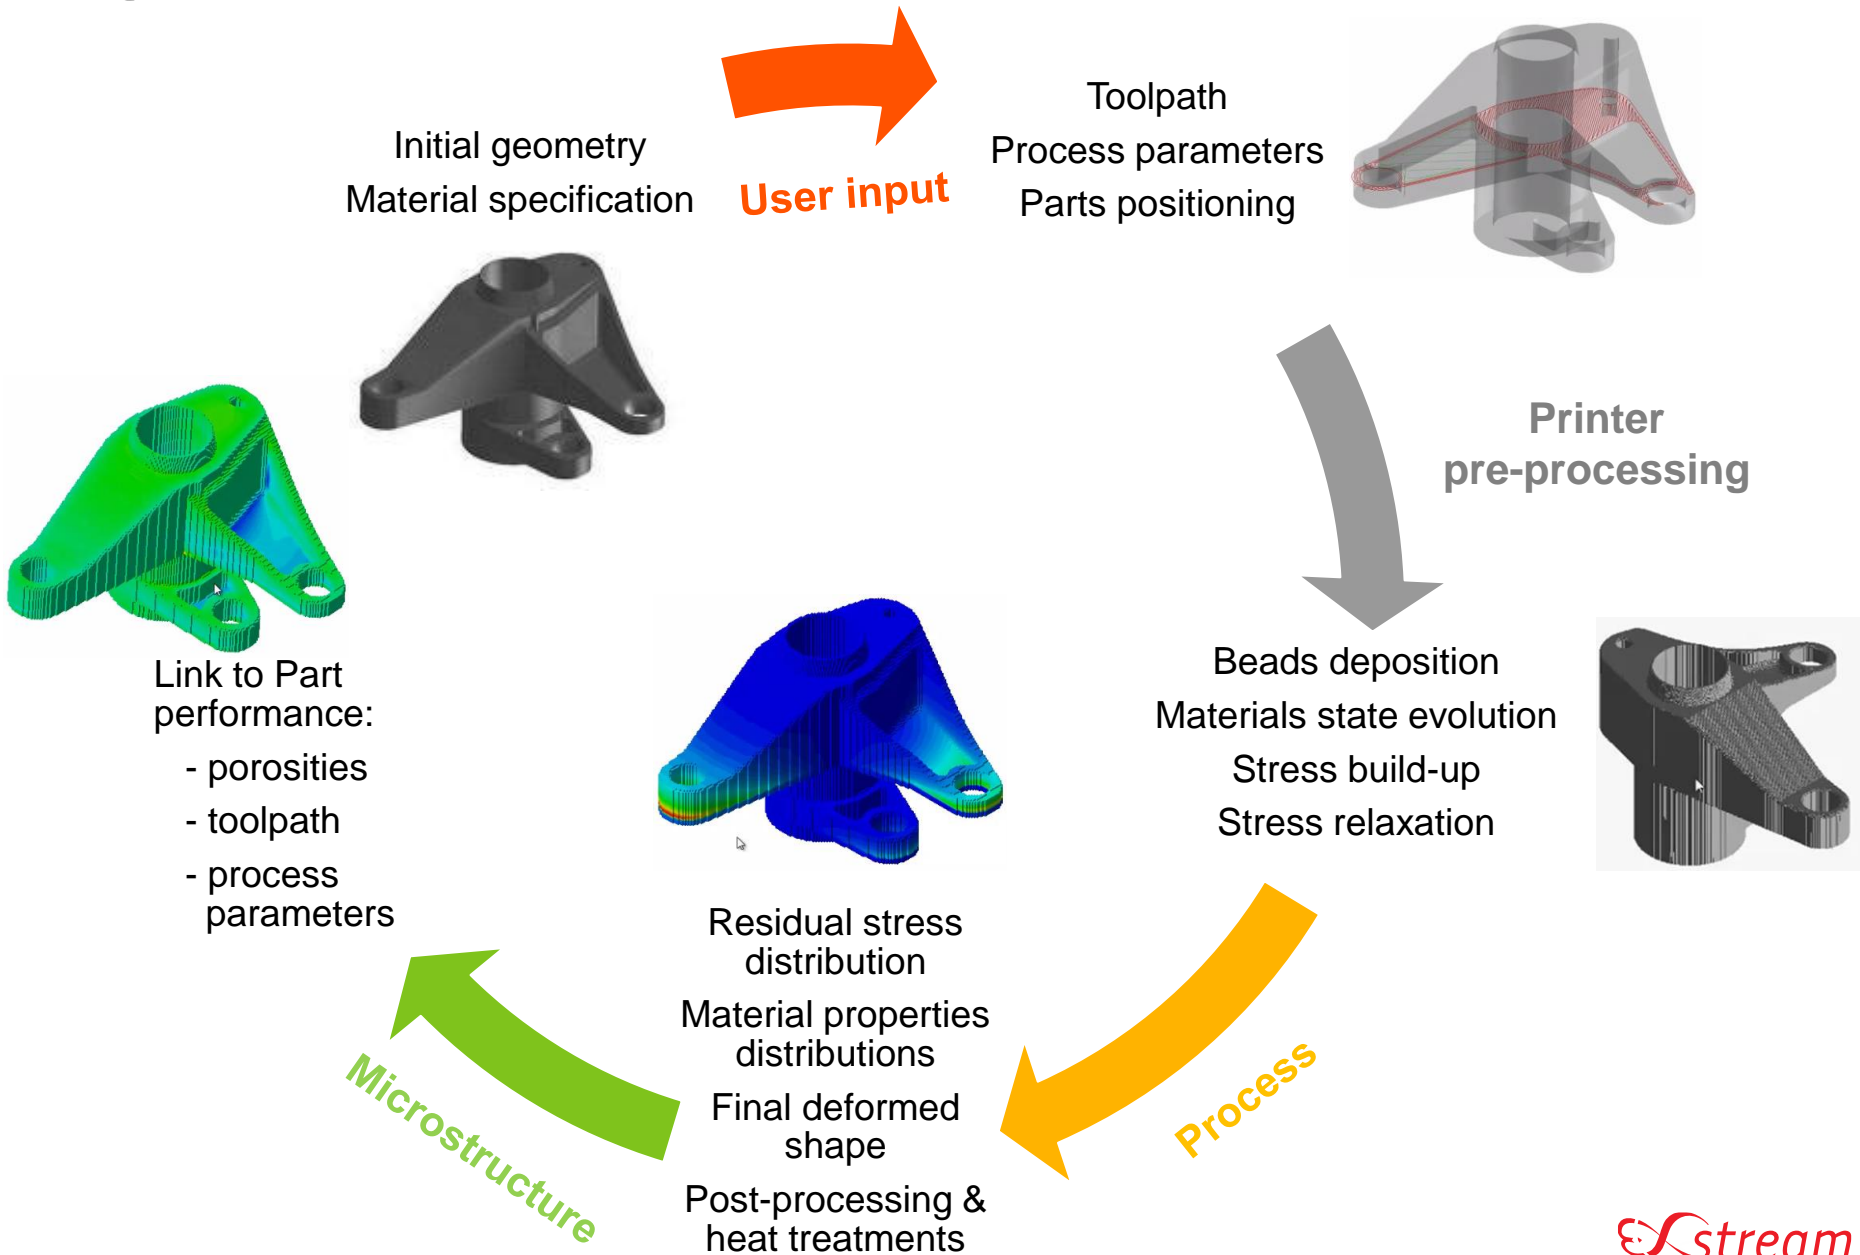 Initial geometry
Material specification
User input
Toolpath
Process parameters
Parts positioning
Printer
pre-processing
Beads deposition
Materials state evolution
Stress build-up
Stress relaxation
Process
Residual stress
distribution
Material properties
distributions
Final deformed
shape
Post-processing &
heat treatments
Microstructure
Link to Part
performance:
- porosities
- toolpath
- process
parameters
eXstream